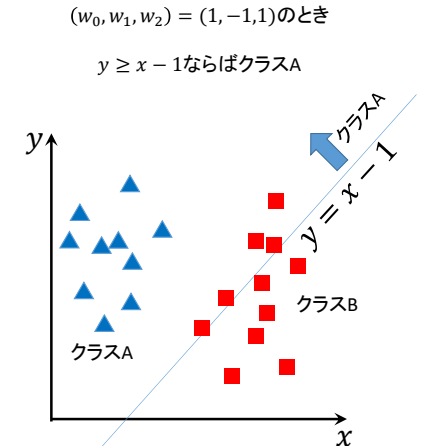 (w₀, w₁, w₂) = (1, −1,1)のとき
y ≥ x − 1ならばクラスA
y
クラスA
y = x − 1
クラスB
クラスA
x